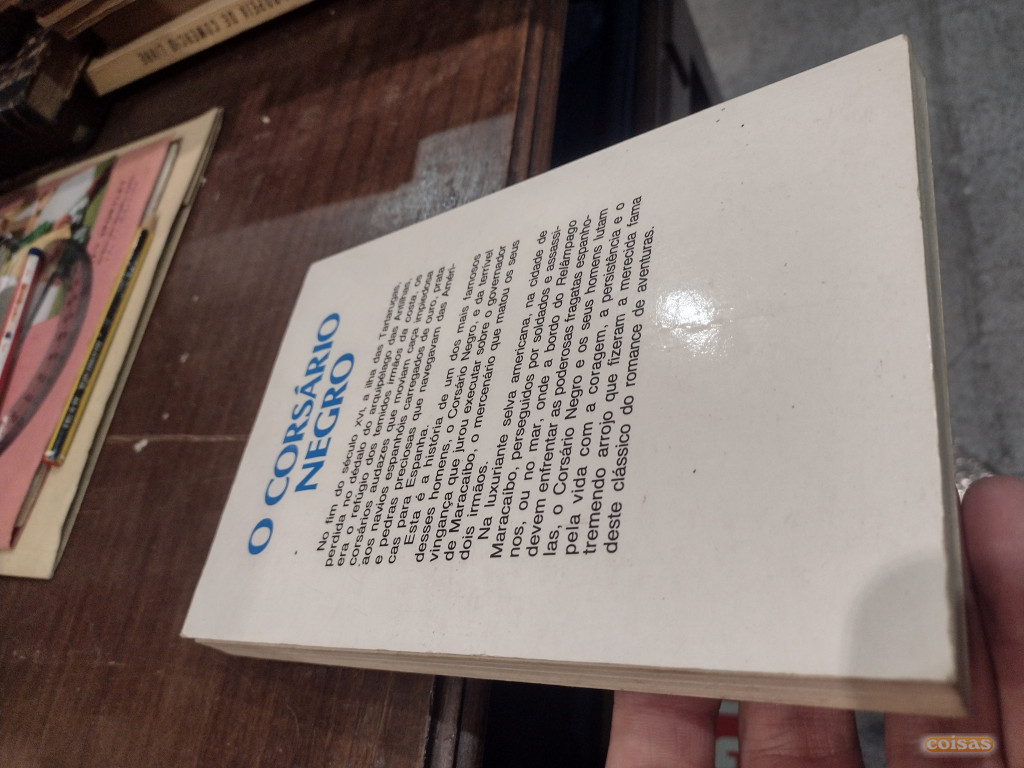 O CORSÁRIO
NEGRO
No fim do século XVI, a ilha das Tartarugas,
perdida no dédalo do arquipélago das Antilhas,
era o refúgio dos temidos irmãos da costa, os
corsários audazes que moviam caça impiedosa
aos navios espanhóis carregados de ouro, prata
e pedras preciosas que navegavam das Améri-
cas para Espanha.
Esta é a história de um dos mais famosos
desses homens, o Corsário Negro, e da terrível
vingança que jurou executar sobre o governador
de Maracaíbo, o mercenário que matou os seus
dois irmãos.
Na luxuriante selva americana, na cidade de
Maracaíbo, perseguidos por soldados e assassi-
nos, ou no mar, onde a bordo do Relâmpago
devem enfrentar as poderosas fragatas espanho-
las, o Corsário Negro e os seus homens lutam
pela vida com a coragem, a persistência e o
tremendo arrojo que fizeram a merecida fama
deste clássico do romance de aventuras.
DE COMERCIO LIVRE
coisas